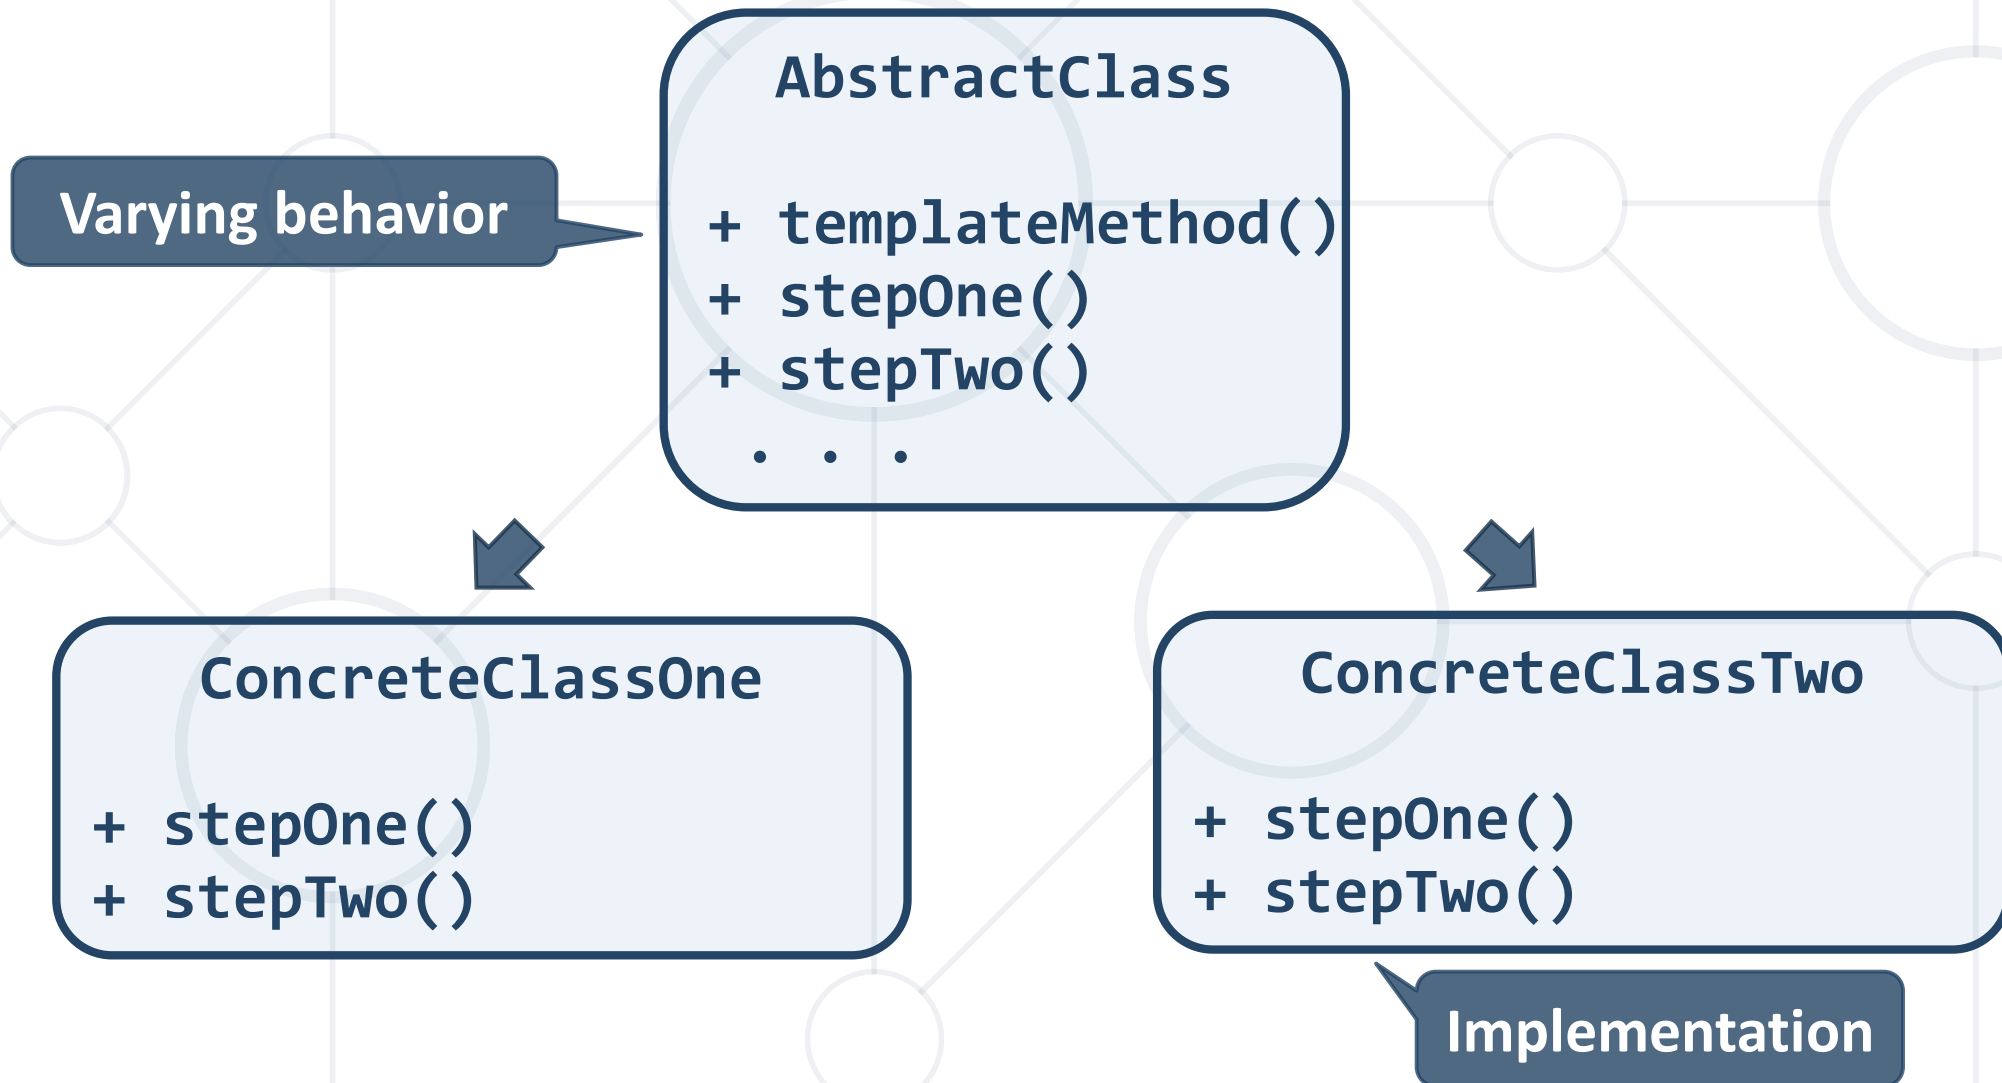 AbstractClass
Varying behavior
+ templateMethod()
+ stepOne()
+ stepTwo()
. . .
ConcreteClassOne
+ stepOne()
+ stepTwo()
ConcreteClassTwo
+ stepOne()
+ stepTwo()
Implementation